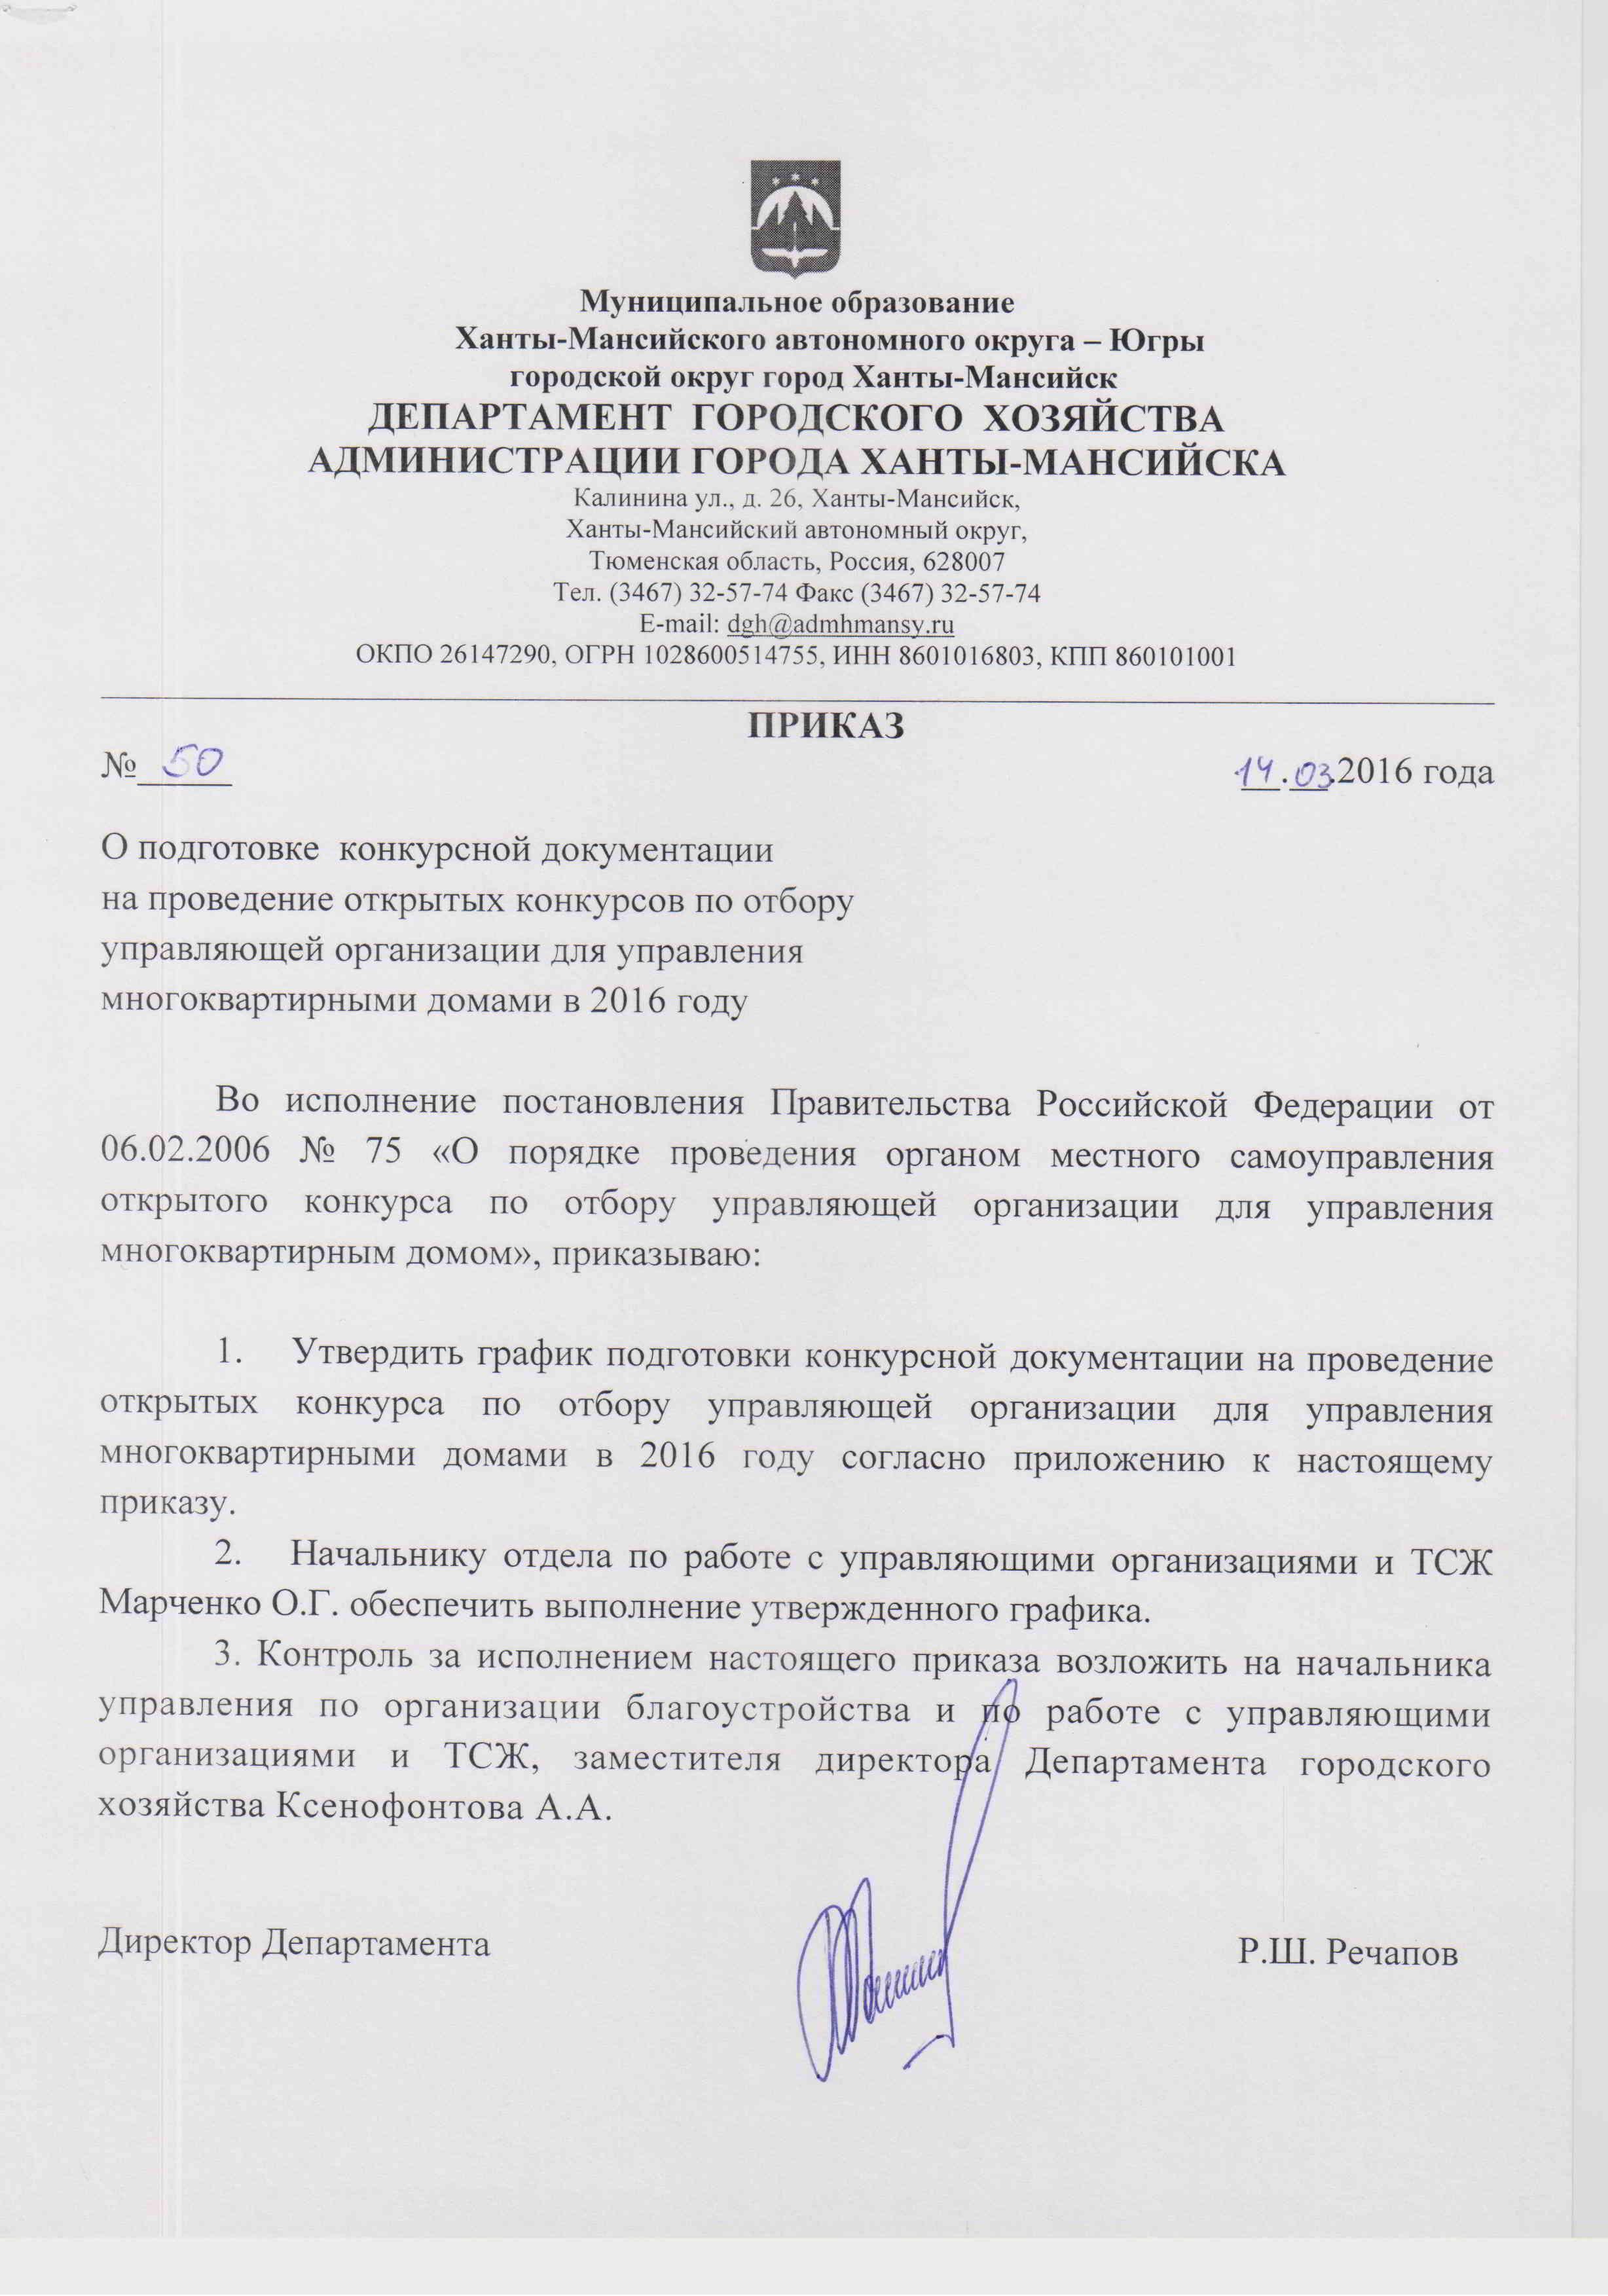 Муниципальное образование
Ханты-Мансийского автономного округа – Югры
городской округ город Ханты-Мансийск
ДЕПАРТАМЕНТ ГОРОДСКОГО ХОЗЯЙСТВА
АДМИНИСТРАЦИИ ГОРОДА ХАНТЫ-МАНСИЙСКА
Калинина ул., д. 26, Ханты-Мансийск,
Ханты-Мансийский автономный округ,
Тюменская область, Россия, 628007
Тел. (3467) 32-57-74 Факс (3467) 32-57-74
E-mail: dgh@admhmansy.ru
ОКПО 26147290, ОГРН 1028600514755, ИНН 8601016803, КПП 860101001
ПРИКАЗ
№ 50 14.03.2016 года
О подготовке конкурсной документации
на проведение открытых конкурсов по отбору
управляющей организации для управления
многоквартирными домами в 2016 году
Во исполнение постановления Правительства Российской Федерации от
06.02.2006 № 75 «О порядке проведения органом местного самоуправления
открытого конкурса по отбору управляющей организации для управления
многоквартирным домом», приказываю:
1. Утвердить график подготовки конкурсной документации на проведение
открытых конкурса по отбору управляющей организации для управления
многоквартирными домами в 2016 году согласно приложению к настоящему
приказу.
2. Начальнику отдела по работе с управляющими организациями и ТСЖ
Марченко О.Г. обеспечить выполнение утвержденного графика.
3. Контроль за исполнением настоящего приказа возложить на начальника
управления по организации благоустройства и по работе с управляющими
организациями и ТСЖ, заместителя директора Департамента городского
хозяйства Ксенофонтова А.А.
Директор Департамента Р.Ш. Речапов